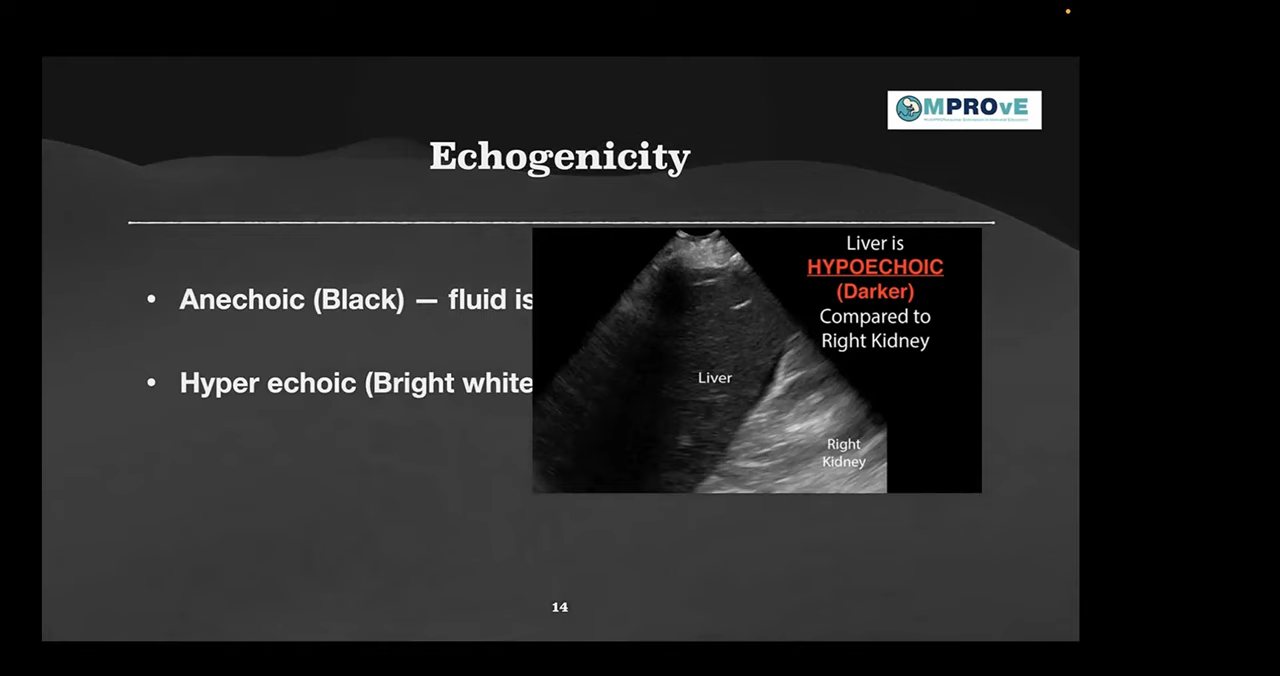 MPROvE
Echogenicity
• Anechoic (Black) — fluid is
• Hyper echoic (Bright white
Liver is
HYPOECHOIC
(Darker)
Compared to
Right Kidney
Liver
Right
Kidney
14